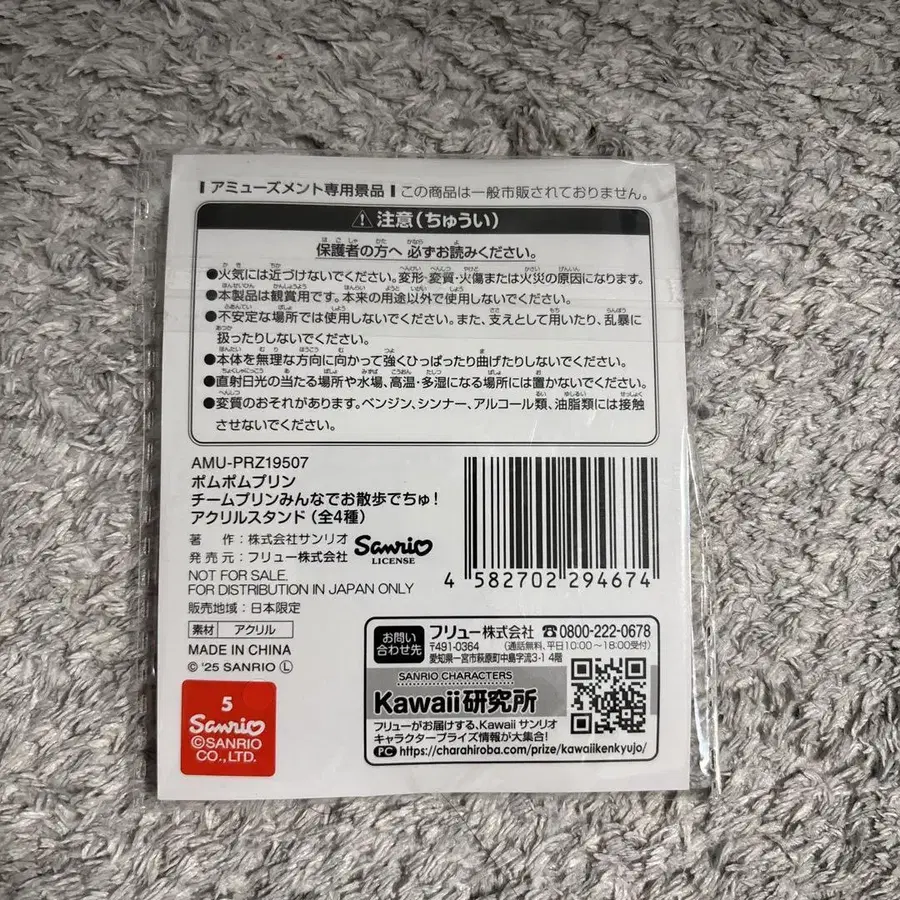 アミューズメント専用景品 この商品は一般市販されておりません。
⚠注意(ちゅうい)
保護者の方へ 必ずお読みください。
●火気には近づけないでください。変形・変質・火傷または火災の原因になります。
●本製品は観賞用です。本来の用途以外で使用しないでください。
●不安定な場所では使用しないでください。また、支えとして用いたり、乱暴に
扱ったりしないでください。
●本体を無理な方向に向かって強くひっぱったり曲げたりしないでください。
●直射日光の当たる場所や水場、高温・多湿になる場所には置かないでください。
●変質のおそれがあります。ベンジン、シンナー、アルコール類、油脂類には接触
させないでください。
AMU-PRZ19507
ポムポムプリン
チームプリンみんなでお散歩でちゅ!
アクリルスタンド(全4種)
著 作:株式会社サンリオ
発売元:フリュー株式会社
Sanrio
LICENSE
NOT FOR SALE.
FOR DISTRIBUTION IN JAPAN ONLY
販売地域:日本限定
素材 アクリル
MADE IN CHINA
© '25 SANRIO Ⓛ
5
Sanrio
©SANRIO
CO.,LTD.
4 582702 294674
お問い
合わせ先
フリュー株式会社 ☎0800-222-0678
〒491-0364 (通話無料、平日10:00~18:00受付)
愛知県一宮市萩原町中島字流3-1 4階
SANRIO CHARACTERS
Kawaii研究所
フリューがお届けする、Kawaii サンリオ
キャラクタープライズ情報が大集合!
PC https://charahiroba.com/prize/kawaiikenkyujo/